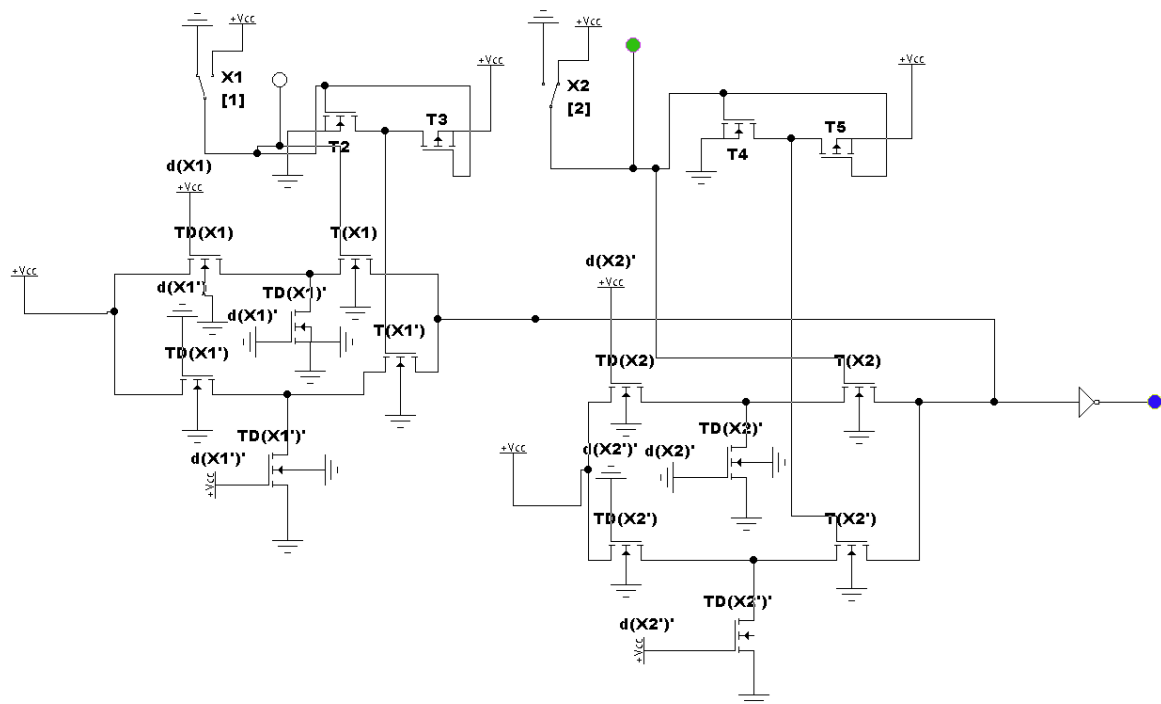 +Vcc
+Vcc
X1
[1]
X2
[2]
+Vcc
+Vcc
T3
T2
T5
T4
d(X1)
+Vcc
TD(X1)
T(X1)
+Vcc
d(X1')
TD(X1)'
d(X1)'
T(X1')
TD(X1')
d(X2)'
+Vcc
TD(X2)
T(X2)
TD(X1')'
d(X1')'
+Vcc
TD(X2)'
d(X2')'
d(X2)'
+Vcc
TD(X2')
T(X2')
TD(X2')'
d(X2')'
+Vcc